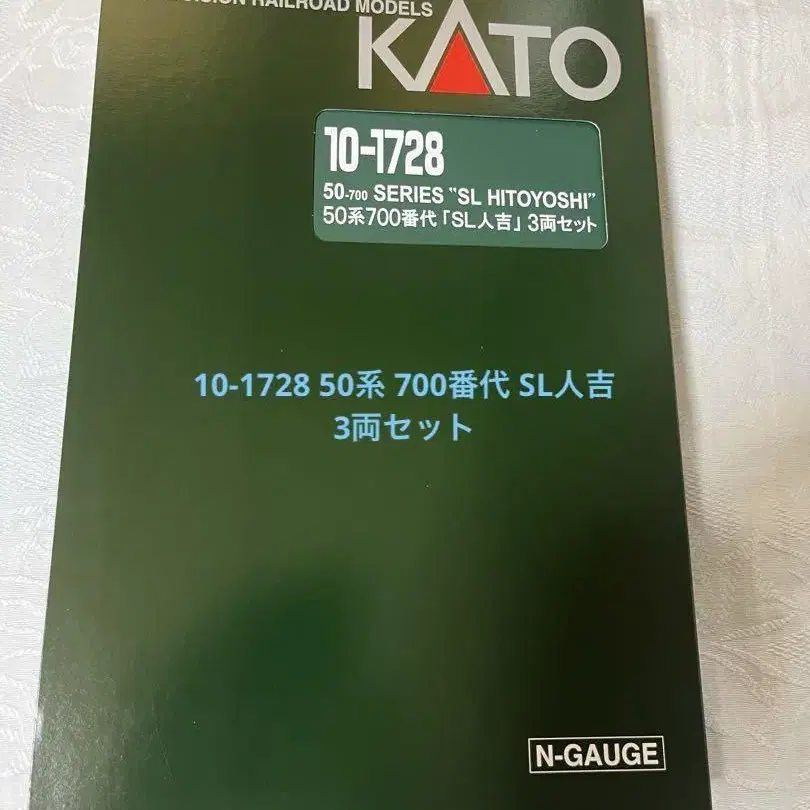 RAILROAD MODELS
KATO
10-1728
50-700 SERIES "SL HITOYOSHI"
50系700番代「SL人吉」3両セット
10-1728 50系 700番代 SL人吉
3両セット
N-GAUGE